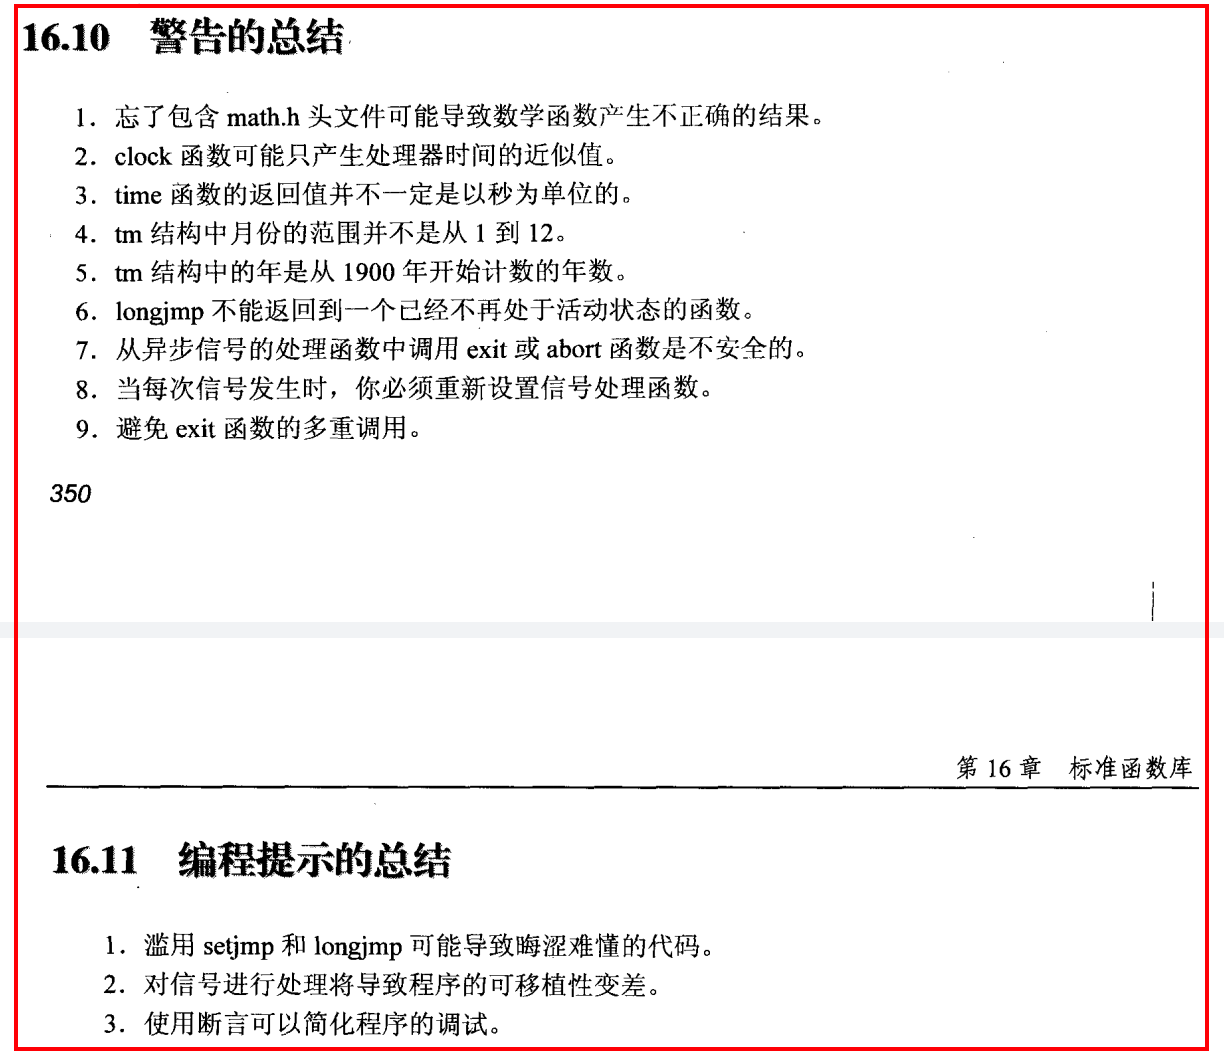 16.10 警告的总结
1. 忘了包含 math.h 头文件可能导致数学函数产生不正确的结果。
2. clock 函数可能只产生处理器时间的近似值。
3. time 函数的返回值并不一定是以秒为单位的。
4. tm 结构中月份的范围并不是从 1 到 12。
5. tm 结构中的年是从 1900 年开始计数的年数。
6. longjmp 不能返回到一个已经不再处于活动状态的函数。
7. 从异步信号的处理函数中调用 exit 或 abort 函数是不安全的。
8. 当每次信号发生时，你必须重新设置信号处理函数。
9. 避免 exit 函数的多重调用。
350
第 16 章 标准函数库
16.11 编程提示的总结
1. 滥用 setjmp 和 longjmp 可能导致晦涩难懂的代码。
2. 对信号进行处理将导致程序的可移植性变差。
3. 使用断言可以简化程序的调试。